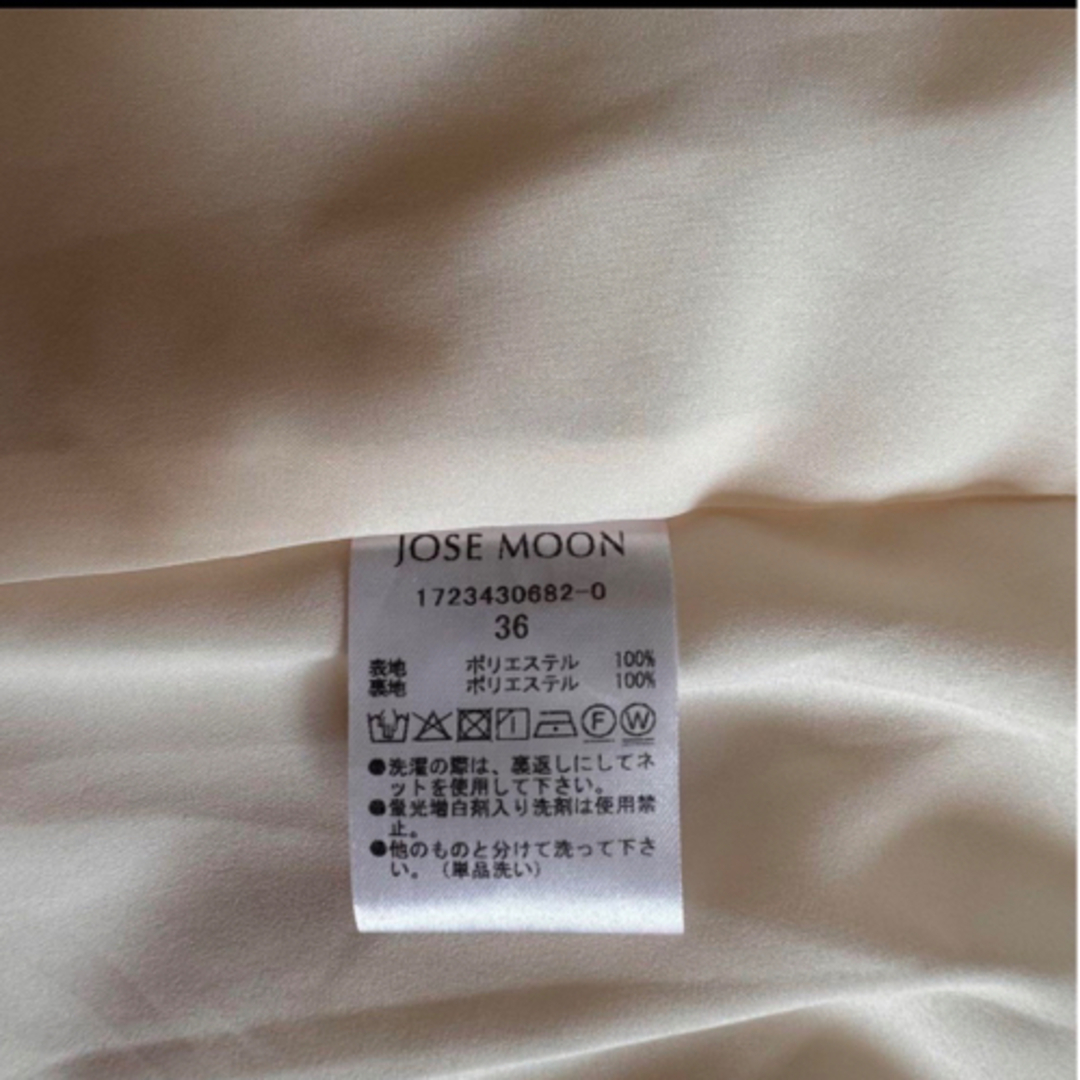 JOSE MOON
1723430682-0
36
表地 ポリエステル 100%
裏地 ポリエステル 100%
F W
●洗濯の際は、裏返しにしてネ
ットを使用して下さい。
●蛍光増白剤入り洗剤は使用禁
止。
●他のものと分けて洗って下さ
い。(単品洗い)